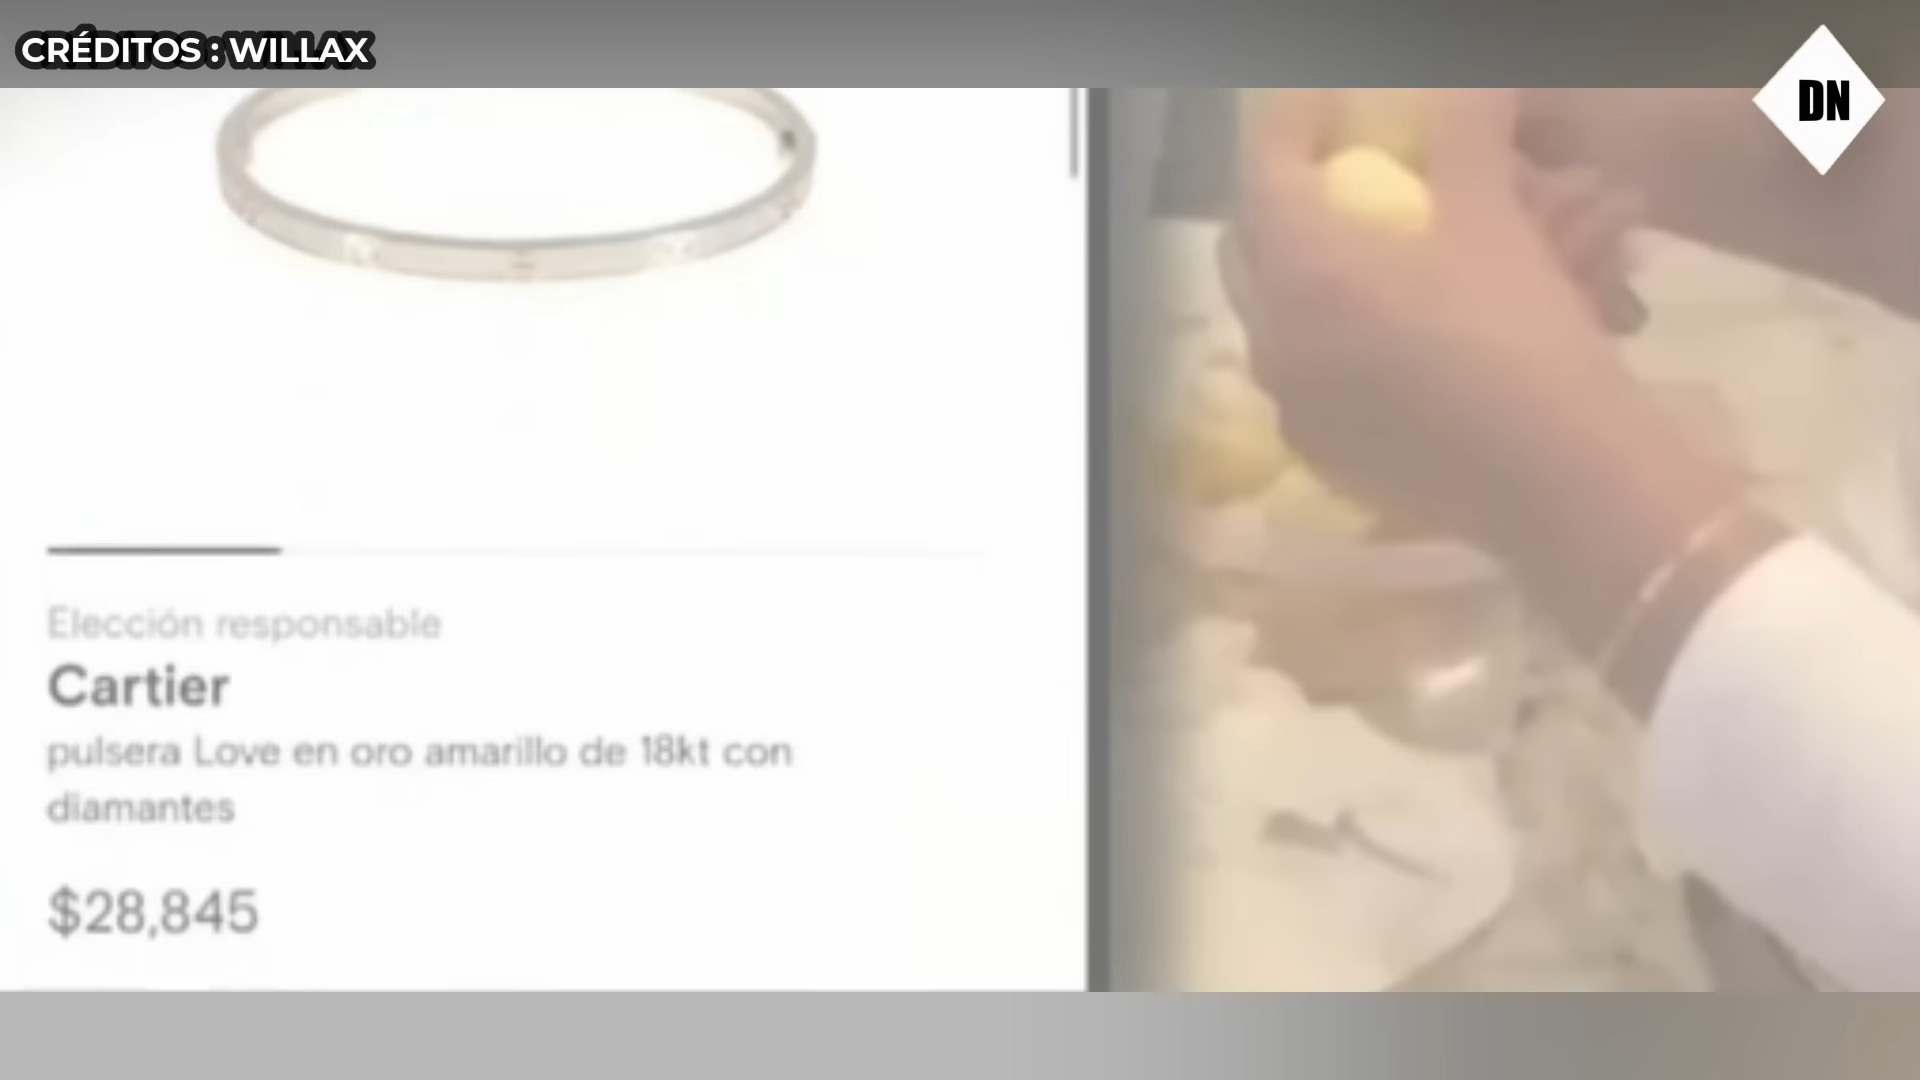 CRÉDITOS : WILLAX
DN
Elección responsable
Cartier
pulsera Love en oro amarillo de 18kt con
diamantes
$28,845